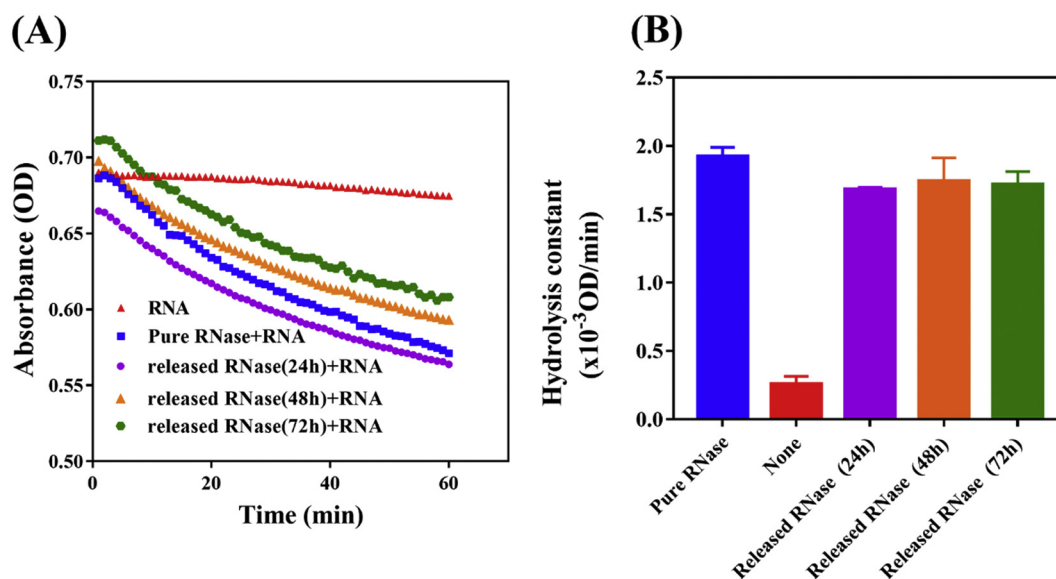 (A)
Absorbance (OD)
0.75
0.70
0.65
0.60
0.55
0.50
RNA
Pure RNase+RNA
released RNase(24h)+RNA
released RNase(48h)+RNA
released RNase(72h)+RNA
0
20
40
60
Time (min)
(B)
Hydrolysis constant
(x10⁻³OD/min)
2.5
2.0
1.5
1.0
0.5
0.0
Pure RNase
None
Released RNase (24h)
Released RNase (48h)
Released RNase (72h)